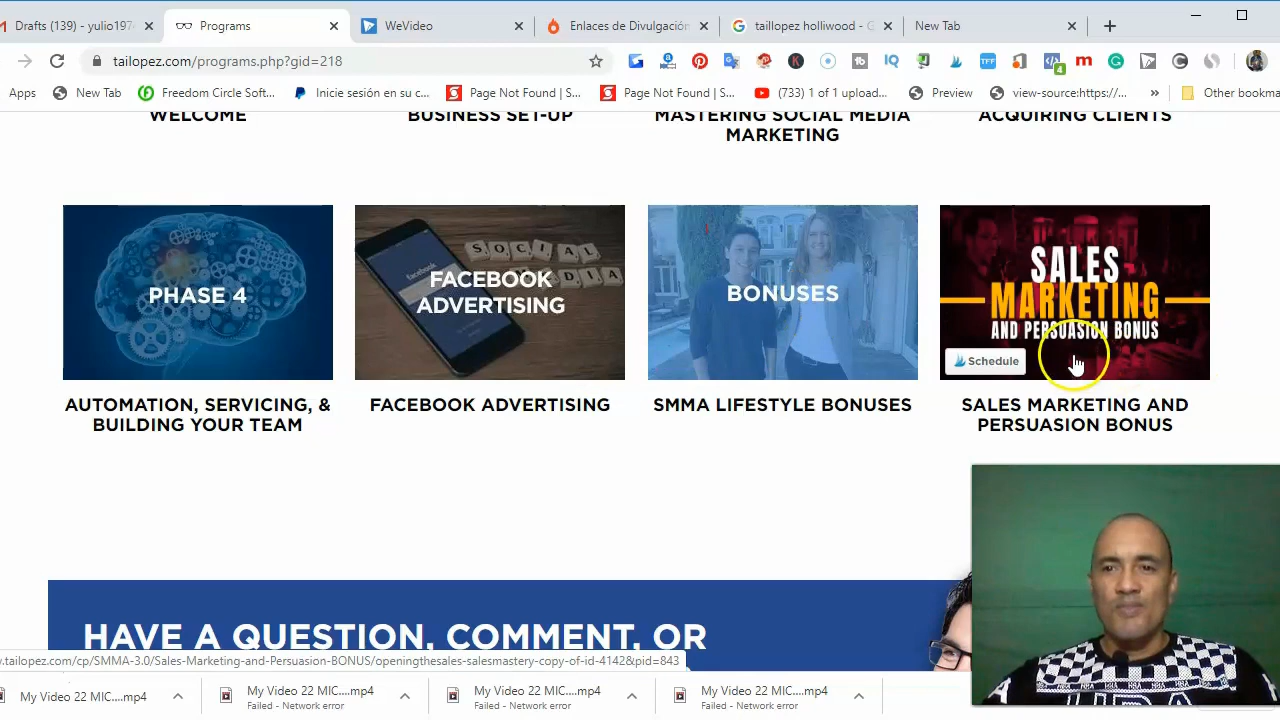 Drafts (139) - yulio197
Programs
WeVideo
Enlaces de Divulgación
taillopez holliwood - G
New Tab
tailopez.com/programs.php?gid=218
Apps
New Tab
Freedom Circle Soft...
Inicie sesión en su c...
Page Not Found | S...
Page Not Found | S...
(733) 1 of 1 upload...
Preview
view-source:https://...
»
Other bookma
WELCOME
BUSINESS SET-UP
MASTERING SOCIAL MEDIA
MARKETING
ACQUIRING CLIENTS
PHASE 4
AUTOMATION, SERVICING, &
BUILDING YOUR TEAM
SOCIAL
DIA
facebook
FACEBOOK
ADVERTISING
FACEBOOK ADVERTISING
BONUSES
SMMA LIFESTYLE BONUSES
SALES
MARKETING
AND PERSUASION BONUS
Schedule
SALES MARKETING AND
PERSUASION BONUS
HAVE A QUESTION, COMMENT, OR
.tailopez.com/cp/SMMA-3.0/Sales-Marketing-and-Persuasion-BONUS/openingthesales-salesmastery-copy-of-id-4142&pid=843
My Video 22 MIC....mp4
My Video 22 MIC....mp4
Failed - Network error
My Video 22 MIC....mp4
Failed - Network error
My Video 22 MIC....mp4
Failed - Network error